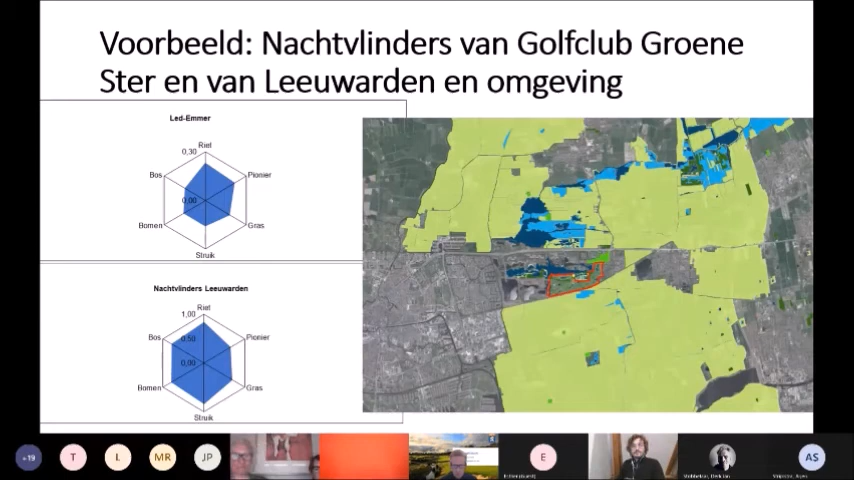 Voorbeeld: Nachtvlinders van Golfclub Groene
Ster en van Leeuwarden en omgeving
Led-Emmer
Riet
0,30
Bos
Pionier
0,00
Bomen
Gras
Struik
Nachtvlinders Leeuwarden
Riet
1,00
Bos
0,50
Pionier
0,00
Bomen
Gras
Struik
+19
T
L
MR
JP
E
AS